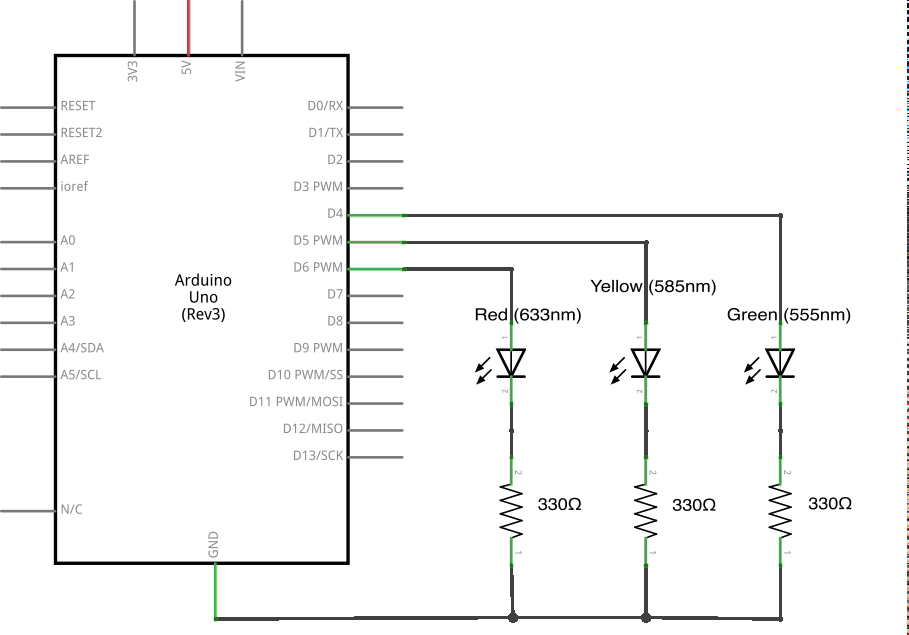 3V3
5V
VIN
RESET
RESET2
AREF
ioref
A0
A1
A2
A3
A4/SDA
A5/SCL
N/C
Arduino
Uno
(Rev3)
D0/RX
D1/TX
D2
D3 PWM
D4
D5 PWM
D6 PWM
D7
D8
D9 PWM
D10 PWM/SS
D11 PWM/MOSI
D12/MISO
D13/SCK
GND
Red (633nm)
Yellow (585nm)
Green (555nm)
1
1
1
2
2
2
2
2
2
330Ω
330Ω
330Ω
1
1
1